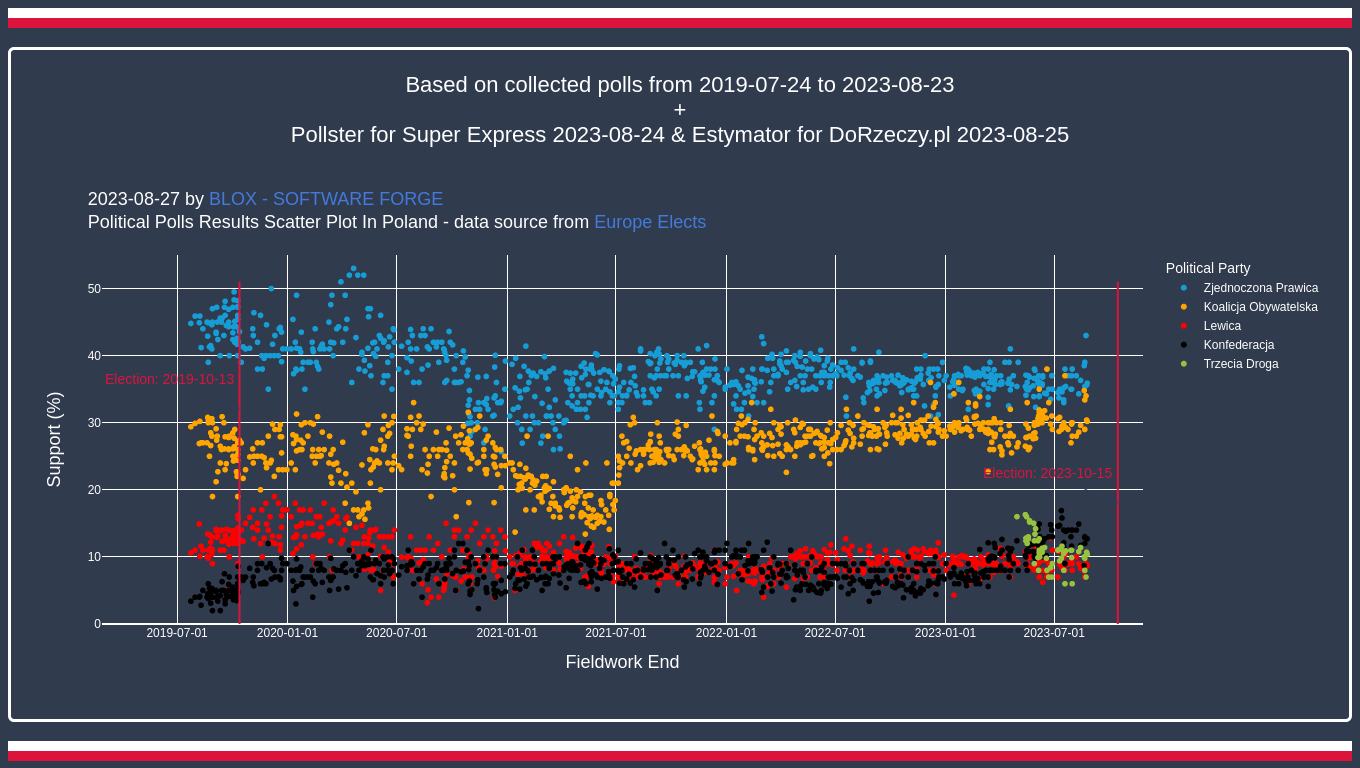 Based on collected polls from 2019-07-24 to 2023-08-23
+
Pollster for Super Express 2023-08-24 & Estymator for DoRzeczy.pl 2023-08-25
2023-08-27 by BLOX - SOFTWARE FORGE
Political Polls Results Scatter Plot In Poland - data source from Europe Elects
Political Party
Zjednoczona Prawica
Koalicja Obywatelska
Lewica
Konfederacja
Trzecia Droga
Support (%)
50
40
30
20
10
0
Election: 2019-10-13
Election: 2023-10-15
2019-07-01
2020-01-01
2020-07-01
2021-01-01
2021-07-01
2022-01-01
2022-07-01
2023-01-01
2023-07-01
Fieldwork End